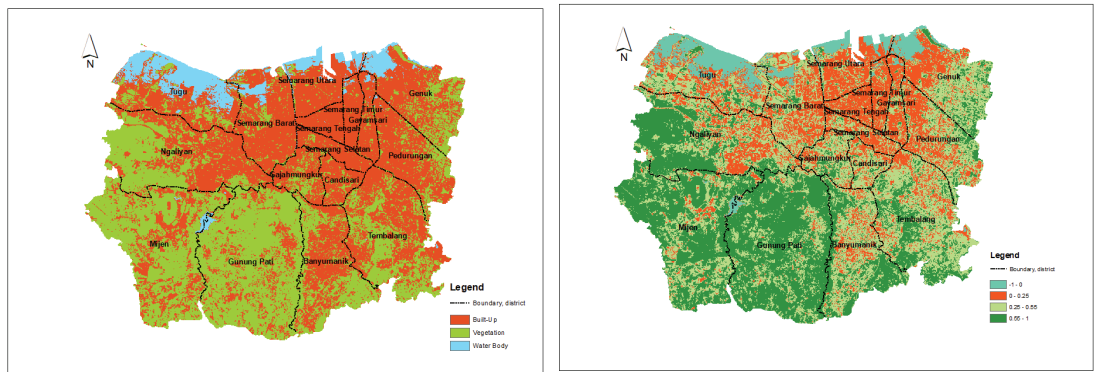 N
Tugu
Semarang Utara
Genuk
Semarang Timur
Gayamsari
Semarang Barat
Semarang Tengah
Semarang Selatan
Ngaliyan
Pedurungan
Gajahmungkur
Candisari
Mijen
Gunung Pati
Banyumanik
Tembalang
Legend
Boundary, district
Built-Up
Vegetation
Water Body
N
Tugu
Semarang Utara
Genuk
Semarang Timur
Gayamsari
Semarang Barat
Semarang Tengah
Semarang Selatan
Ngaliyan
Pedurungan
Gajahmungkur
Candisari
Mijen
Gunung Pati
Banyumanik
Tembalang
Legend
Boundary, district
-1 - 0
0 - 0.25
0.25 - 0.55
0.55 - 1